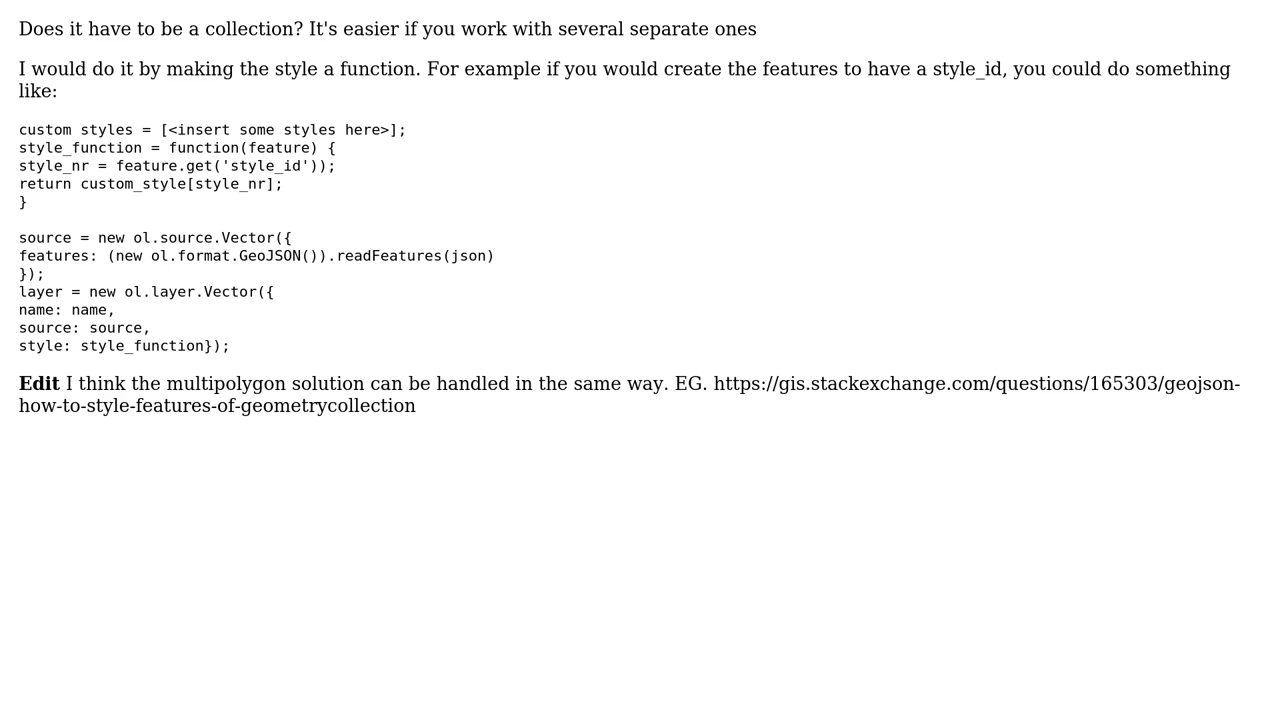 Does it have to be a collection? It's easier if you work with several separate ones
I would do it by making the style a function. For example if you would create the features to have a style_id, you could do something
like:
custom styles = [<insert some styles here>];
style_function = function(feature) {
style_nr = feature.get('style_id'));
return custom_style[style_nr];
}
source = new ol.source.Vector({
features: (new ol.format.GeoJSON()).readFeatures(json)
});
layer = new ol.layer.Vector({
name: name,
source: source,
style: style_function});
Edit I think the multipolygon solution can be handled in the same way. EG. https://gis.stackexchange.com/questions/165303/geojson-
how-to-style-features-of-geometrycollection